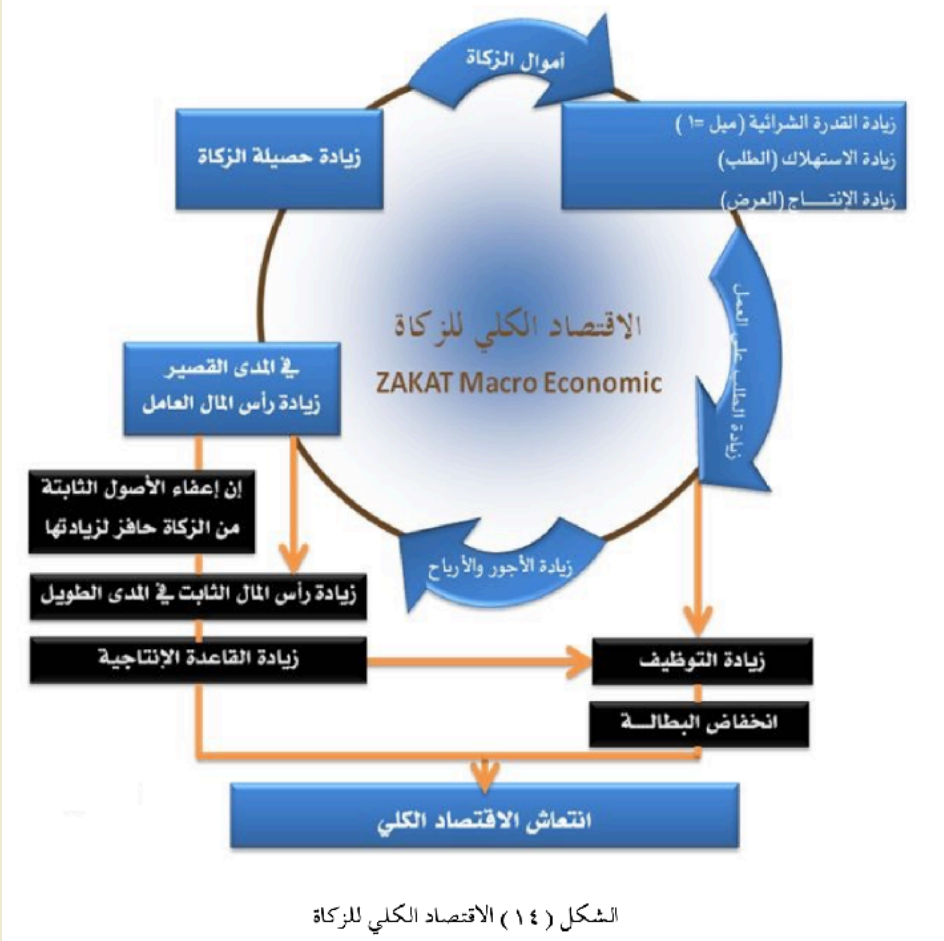 أموال الزكاة
زيادة القدرة الشرائية (ميل =١ )
زيادة الاستهلاك (الطلب)
زيادة الإنتـــــاج (العرض)
زيادة حصيلة الزكاة
زيادة الطلب على العمل
الاقتصاد الكلي للزكاة
ZAKAT Macro Economic
في المدى القصير
زيادة رأس المال العامل
إن إعفاء الأصول الثابتة
من الزكاة حافز لزيادتها
زيادة الأجور والأرباح
زيادة رأس المال الثابت في المدى الطويل
زيادة القاعدة الإنتاجية
زيادة التوظيف
انخفاض البطالـــة
انتعاش الاقتصاد الكلي
الشكل ( ١٤ ) الاقتصاد الكلي للزكاة